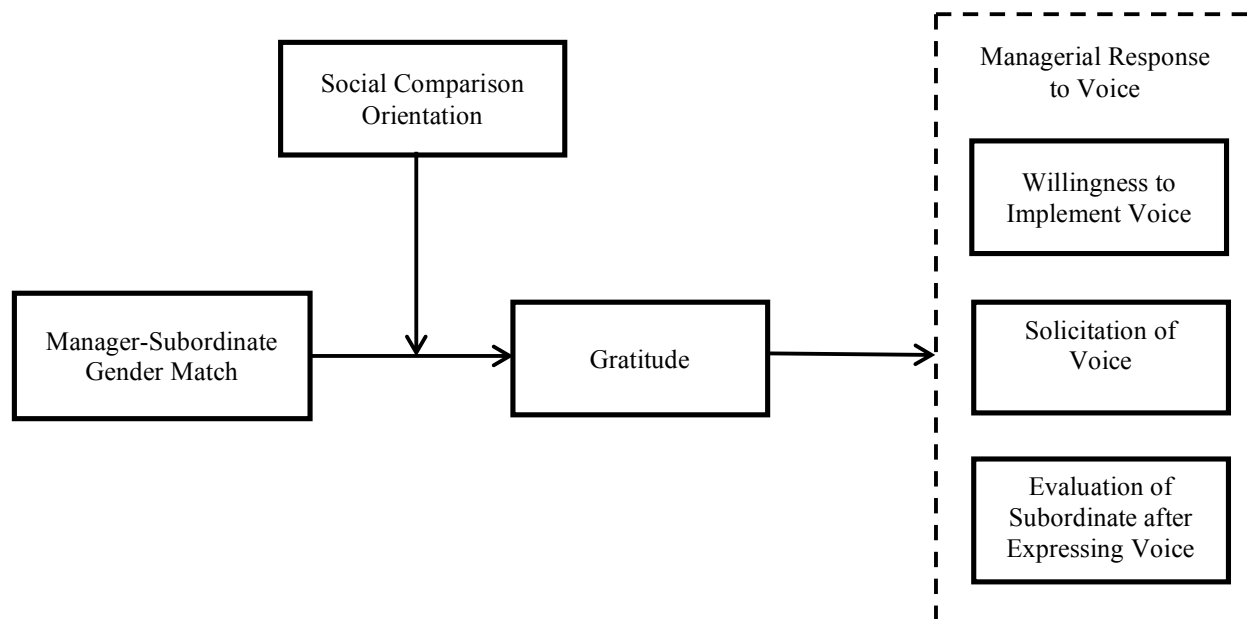 Social Comparison
Orientation
Manager-Subordinate
Gender Match
Gratitude
Managerial Response
to Voice
Willingness to
Implement Voice
Solicitation of
Voice
Evaluation of
Subordinate after
Expressing Voice